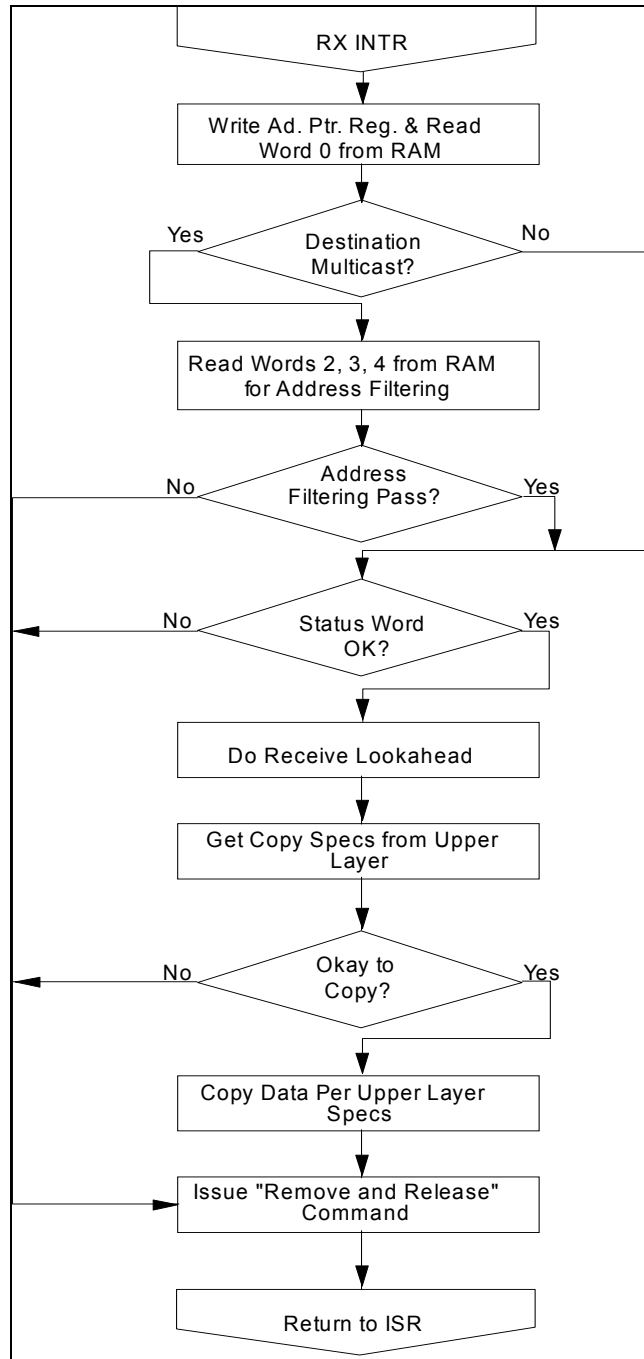 RX INTR
Write Ad. Ptr. Reg. & Read
Word 0 from RAM
Yes
No
Destination
Multicast?
Read Words 2, 3, 4 from RAM
for Address Filtering
No
Address
Filtering Pass?
Yes
No
Status Word
OK?
Yes
Do Receive Lookahead
Get Copy Specs from Upper
Layer
No
Okay to
Copy?
Yes
Copy Data Per Upper Layer
Specs
Issue "Remove and Release"
Command
Return to ISR